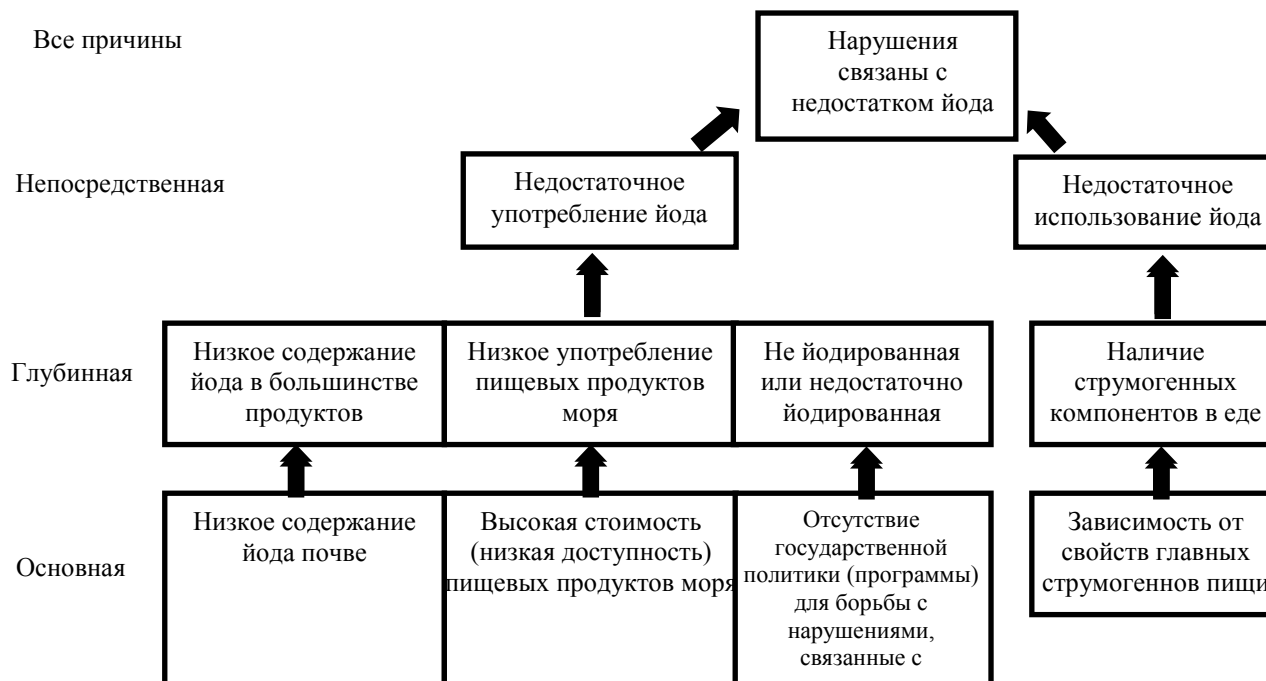 Все причины
Нарушения
связаны с
недостатком йода
Непосредственная
Недостаточное
употребление йода
Недостаточное
использование йода
Глубинная
Низкое содержание
йода в большинстве
продуктов
Низкое употребление
пищевых продуктов
моря
Не йодированная
или недостаточно
йодированная
Наличие
струмогенных
компонентов в еде
Основная
Низкое содержание
йода почве
Высокая стоимость
(низкая доступность)
пищевых продуктов моря
Отсутствие
государственной
политики (программы)
для борьбы с
нарушениями,
связанные с
Зависимость от
свойств главных
струмогеннов пищи